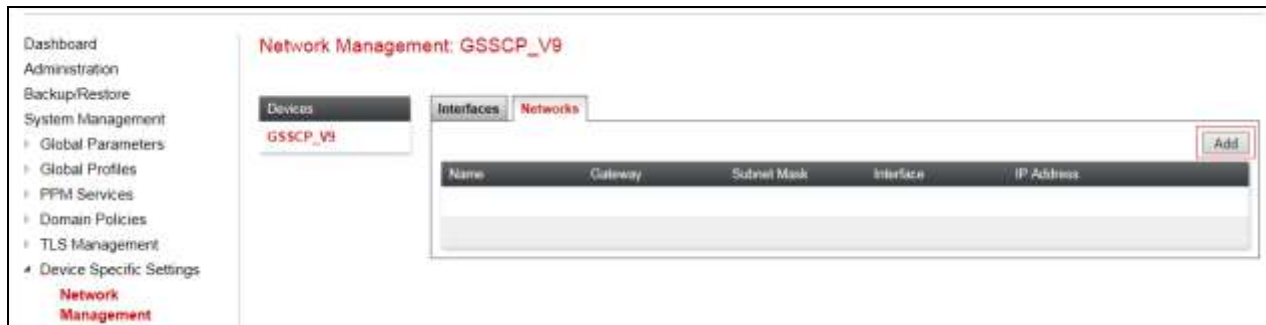 Dashboard
Administration
Backup/Restore
System Management
Global Parameters
Global Profiles
PPM Services
Domain Policies
TLS Management
Device Specific Settings
Network
Management
Network Management: GSSCP_V9
Devices
GSSCP_V9
Interfaces Networks
Add
Name Gateway Subnet Mask Interface IP Address